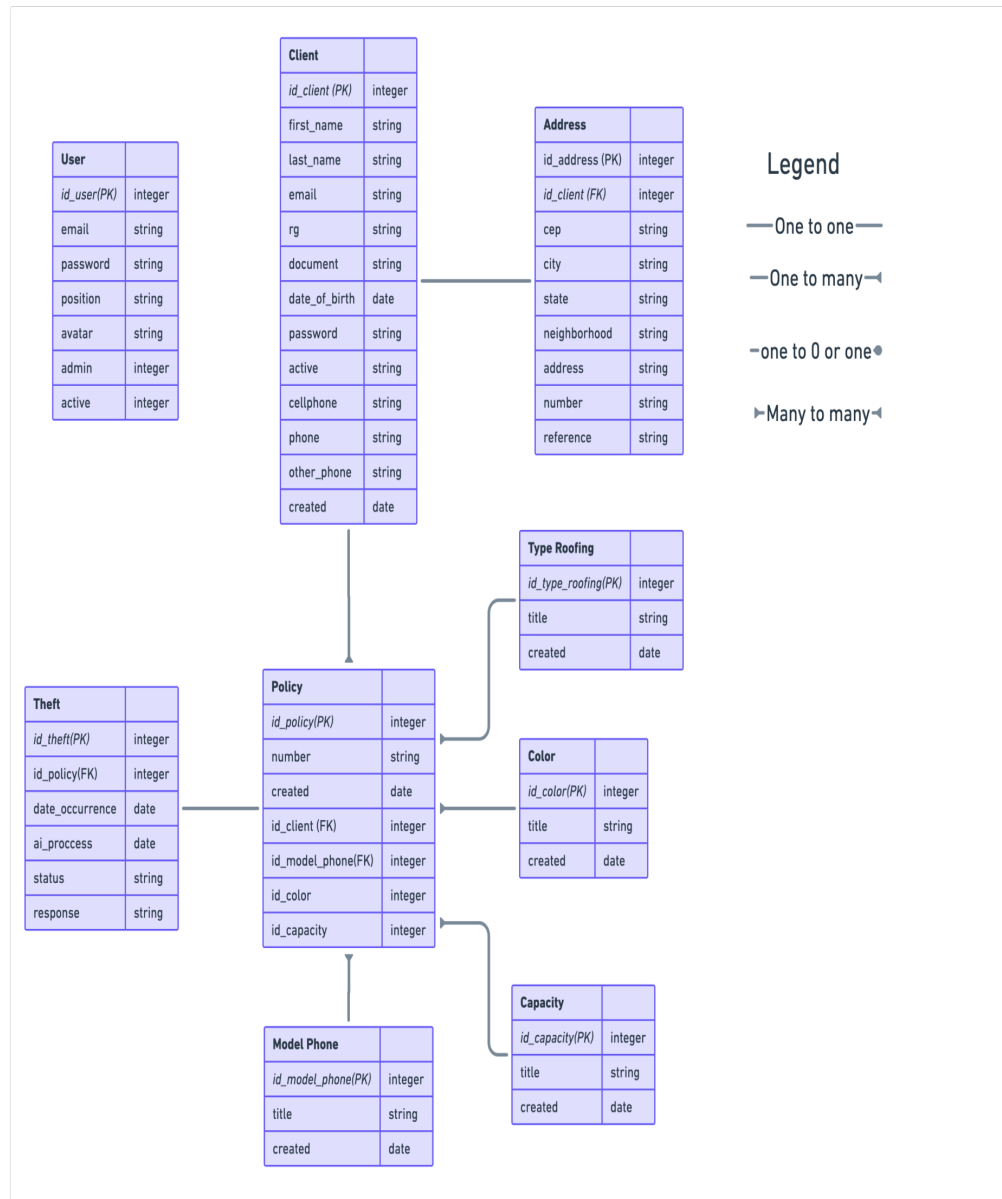 Client
id_client (PK) integer
first_name string
last_name string
email string
rg string
document string
date_of_birth date
password string
active string
cellphone string
phone string
other_phone string
created date
Address
id_address (PK) integer
id_client (FK) integer
cep string
city string
state string
neighborhood string
address string
number string
reference string
User
id_user(PK) integer
email string
password string
position string
avatar string
admin integer
active integer
Legend
One to one
One to many
one to 0 or one
Many to many
Type Roofing
id_type_roofing(PK) integer
title string
created date
Policy
id_policy(PK) integer
number string
created date
id_client (FK) integer
id_model_phone(FK) integer
id_color integer
id_capacity integer
Theft
id_theft(PK) integer
id_policy(FK) integer
date_occurrence date
ai_proccess date
status string
response string
Color
id_color(PK) integer
title string
created date
Capacity
id_capacity(PK) integer
title string
created date
Model Phone
id_model_phone(PK) integer
title string
created date